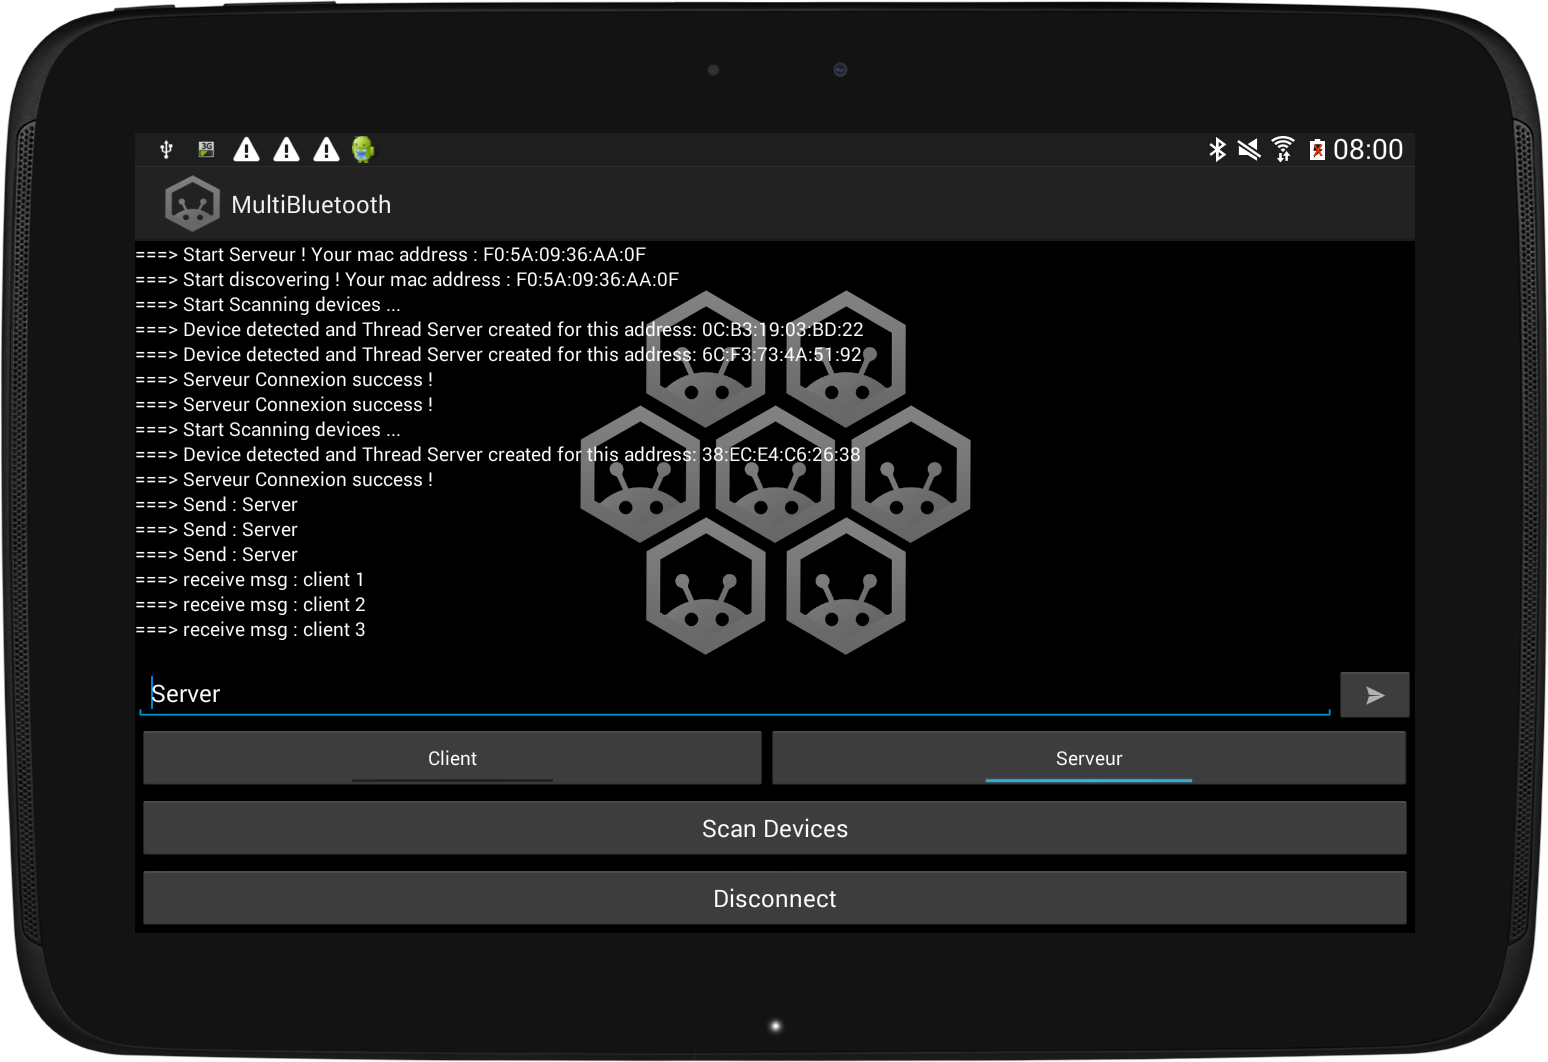 3G
08:00
MultiBluetooth
===> Start Serveur ! Your mac address : F0:5A:09:36:AA:0F
===> Start discovering ! Your mac address : F0:5A:09:36:AA:0F
===> Start Scanning devices ...
===> Device detected and Thread Server created for this address: 0C:B3:19:03:BD:22
===> Device detected and Thread Server created for this address: 6C:F3:73:4A:51:92
===> Serveur Connexion success !
===> Serveur Connexion success !
===> Start Scanning devices ...
===> Device detected and Thread Server created for this address: 38:EC:E4:C6:26:38
===> Serveur Connexion success !
===> Send : Server
===> Send : Server
===> Send : Server
===> receive msg : client 1
===> receive msg : client 2
===> receive msg : client 3
Server
Client
Serveur
Scan Devices
Disconnect